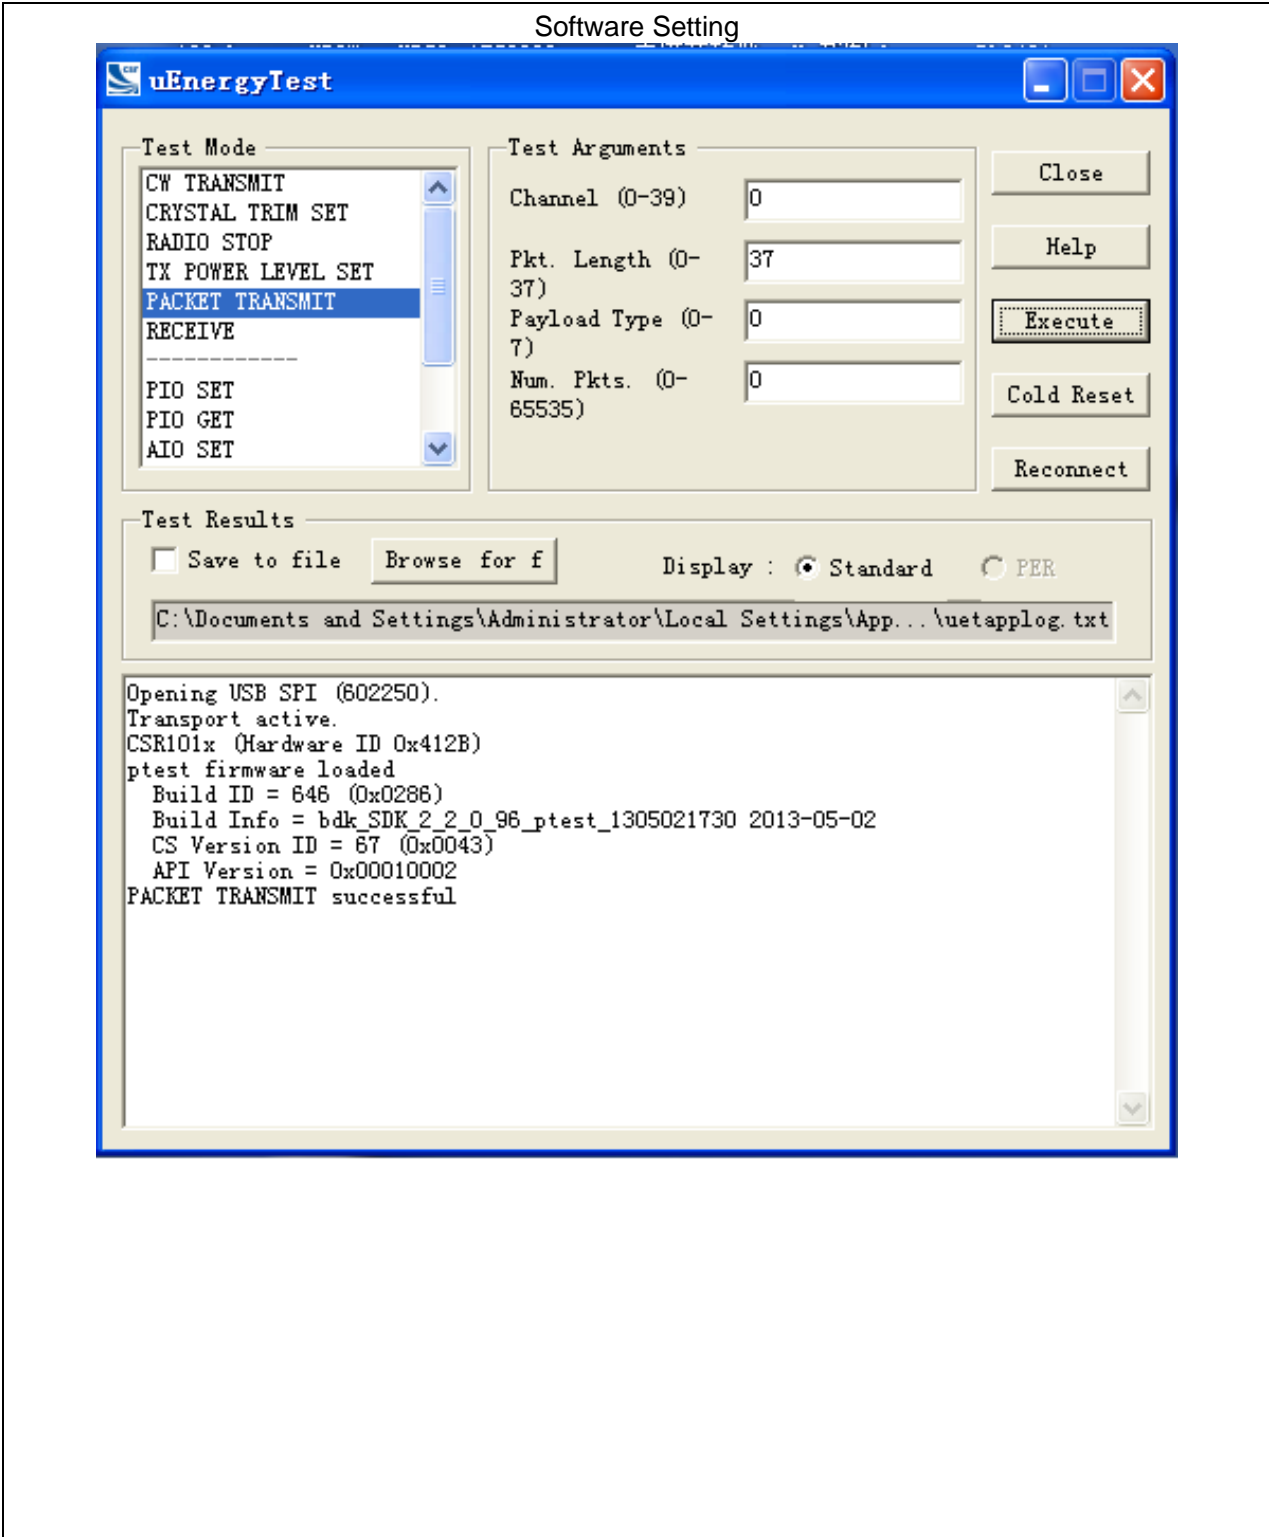 Software Setting
uEnergyTest
Test Mode
CW TRANSMIT
CRYSTAL TRIM SET
RADIO STOP
TX POWER LEVEL SET
PACKET TRANSMIT
RECEIVE
------------
PIO SET
PIO GET
AIO SET
Test Arguments
Channel (0-39)
0
Pkt. Length (0-
37)
37
Payload Type (0-
7)
0
Num. Pkts. (0-
65535)
0
Close
Help
Execute
Cold Reset
Reconnect
Test Results
Save to file
Browse for f
Display :
Standard
PER
C:\Documents and Settings\Administrator\Local Settings\App...\uetapplog.txt
Opening USB SPI (602250).
Transport active.
CSR101x (Hardware ID 0x412B)
ptest firmware loaded
Build ID = 646 (0x0286)
Build Info = bdk_SDK_2_2_0_96_ptest_1305021730 2013-05-02
CS Version ID = 67 (0x0043)
API Version = 0x00010002
PACKET TRANSMIT successful